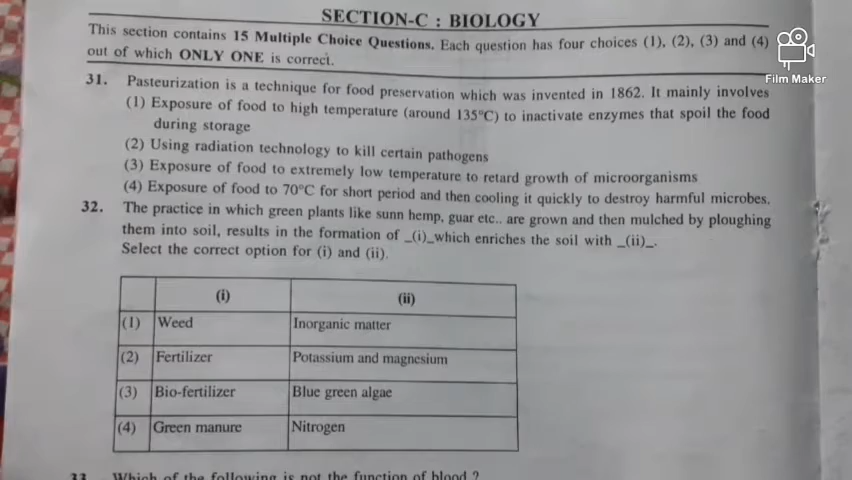 SECTION-C : BIOLOGY
This section contains 15 Multiple Choice Questions. Each question has four choices (1), (2), (3) and (4)
out of which ONLY ONE is correct.
Film Maker
31. Pasteurization is a technique for food preservation which was invented in 1862. It mainly involves
(1) Exposure of food to high temperature (around 135°C) to inactivate enzymes that spoil the food
during storage
(2) Using radiation technology to kill certain pathogens
(3) Exposure of food to extremely low temperature to retard growth of microorganisms
(4) Exposure of food to 70°C for short period and then cooling it quickly to destroy harmful microbes.
32. The practice in which green plants like sunn hemp, guar etc.. are grown and then mulched by ploughing
them into soil, results in the formation of _(i)_which enriches the soil with _(ii)_.
Select the correct option for (i) and (ii).
(i) (ii)
(1) Weed Inorganic matter
(2) Fertilizer Potassium and magnesium
(3) Bio-fertilizer Blue green algae
(4) Green manure Nitrogen
33. Which of the following is not the function of blood ?